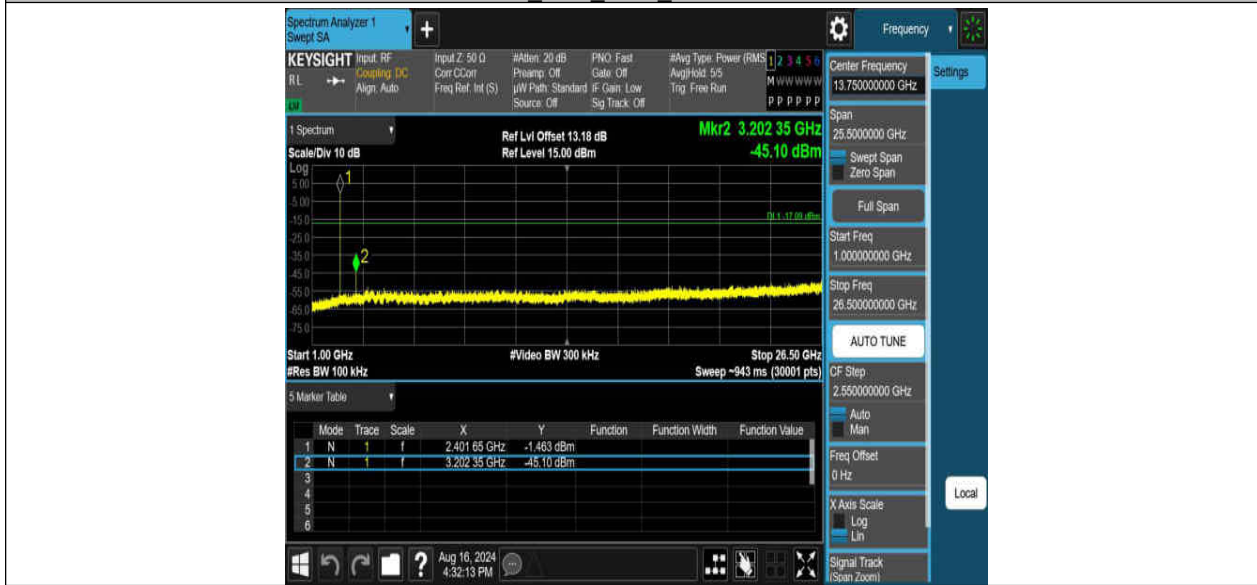 Spectrum Analyzer 1
Swept SA
+
Frequency
KEYSIGHT
RL
LXI
Input: RF
Coupling: DC
Align: Auto
Input Z: 50 Ω
Corr CCorr
Freq Ref: Int (S)
#Atten: 20 dB
Preamp: Off
µW Path: Standard
Source: Off
PNO: Fast
Gate: Off
IF Gain: Low
Sig Track: Off
#Avg Type: Power (RMS
Avg|Hold: 5/5
Trig: Free Run
1 2 3 4 5 6
M W W W W W
P P P P P P
Center Frequency
13.750000000 GHz
Settings
1 Spectrum
Scale/Div 10 dB
Ref Lvl Offset 13.18 dB
Ref Level 15.00 dBm
Mkr2 3.202 35 GHz
-45.10 dBm
Log
5.00
-5.00
-15.0
-25.0
-35.0
-45.0
-55.0
-65.0
-75.0
1
2
DL1 -17.09 dBm
Start 1.00 GHz
#Res BW 100 kHz
#Video BW 300 kHz
Stop 26.50 GHz
Sweep ~943 ms (30001 pts)
Span
25.5000000 GHz
Swept Span
Zero Span
Full Span
Start Freq
1.000000000 GHz
Stop Freq
26.500000000 GHz
AUTO TUNE
CF Step
2.550000000 GHz
Auto
Man
Freq Offset
0 Hz
X Axis Scale
Log
Lin
Signal Track
(Span Zoom)
Local
5 Marker Table
Mode Trace Scale X Y Function Function Width Function Value
1 N 1 f 2.401 65 GHz -1.463 dBm
2 N 1 f 3.202 35 GHz -45.10 dBm
3
4
5
6
?
Aug 16, 2024
4:32:13 PM